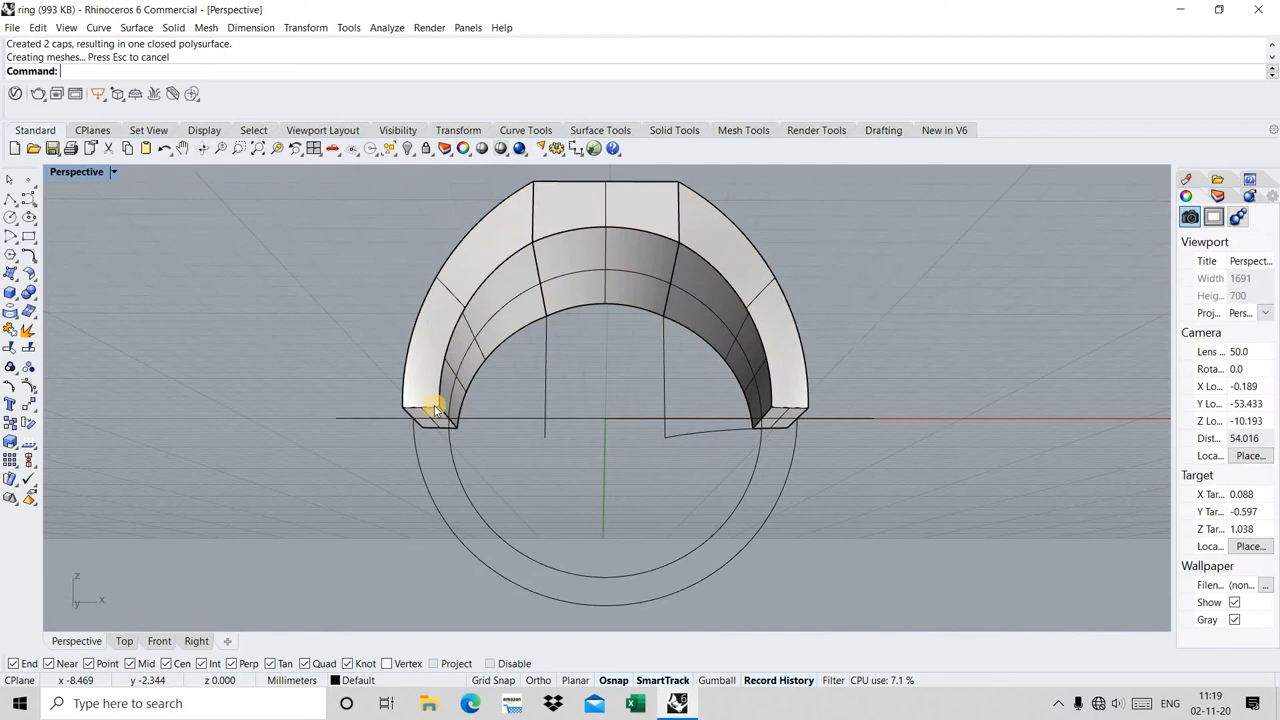 ring (993 KB) - Rhinoceros 6 Commercial - [Perspective]
File Edit View Curve Surface Solid Mesh Dimension Transform Tools Analyze Render Panels Help
Created 2 caps, resulting in one closed polysurface.
Creating meshes... Press Esc to cancel
Command:
Standard CPlanes Set View Display Select Viewport Layout Visibility Transform Curve Tools Surface Tools Solid Tools Mesh Tools Render Tools Drafting New in V6
Perspective
Viewport
Title Perspect...
Width 1691
Heig... 700
Proj... Pers...
Camera
Lens ... 50.0
Rota... 0.0
X Lo... -0.189
Y Lo... -53.433
Z Lo... -10.193
Dist... 54.016
Loca... Place...
Target
X Tar... 0.088
Y Tar... -0.597
Z Tar... 1.038
Loca... Place...
Wallpaper
Filen... (non... ...
Show
Gray
z
y x
Perspective Top Front Right
End Near Point Mid Cen Int Perp Tan Quad Knot Vertex Project Disable
CPlane x -8.469 y -2.344 z 0.000 Millimeters Default Grid Snap Ortho Planar Osnap SmartTrack Gumball Record History Filter CPU use: 7.1 %
Type here to search
amazon
ENG
11:19
02-11-20